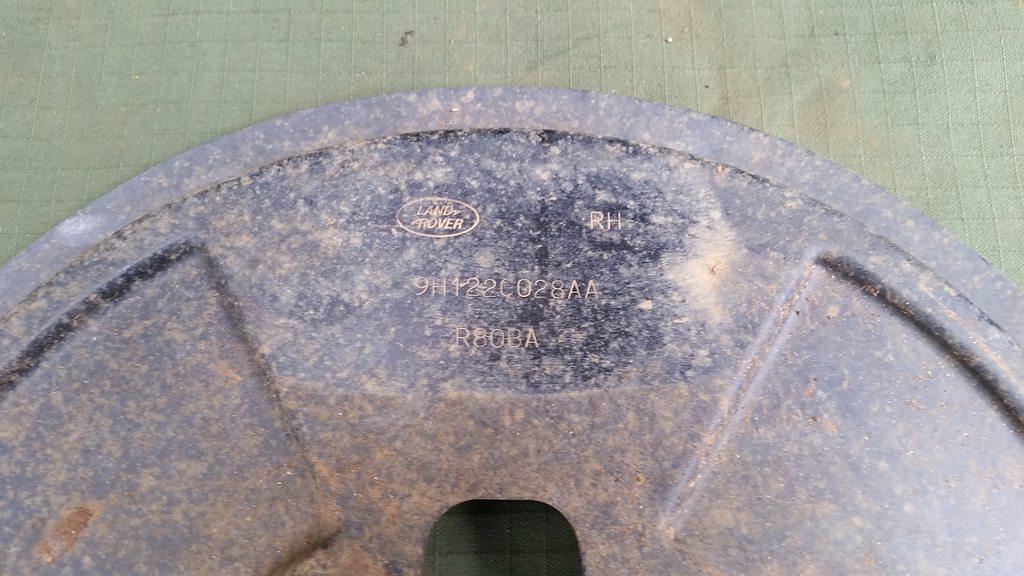 LAND-
ROVER
RH
9H122C028AA
R80BA